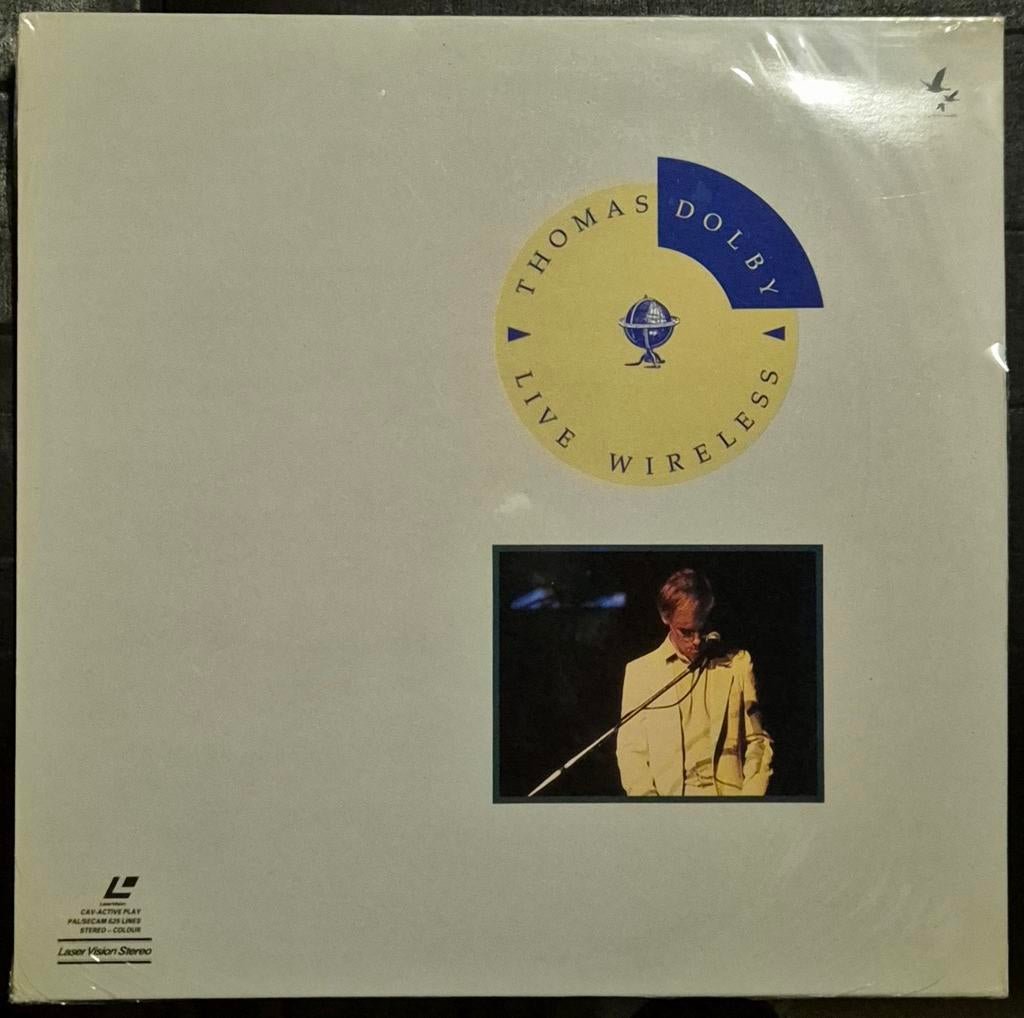 THOMAS DOLBY
LIVE WIRELESS
LaserVision
CAV-ACTIVE PLAY
PAL/SECAM 625 LINES
STEREO – COLOUR
Laser Vision Stereo